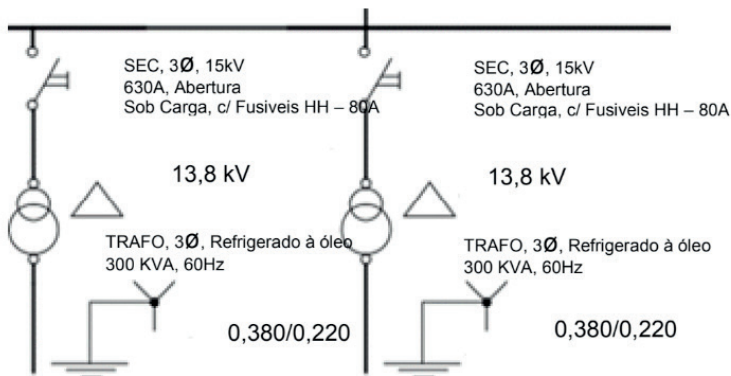 SEC, 3Ø, 15kV
630A, Abertura
Sob Carga, c/ Fusiveis HH – 80A
13,8 kV
TRAFO, 3Ø, Refrigerado à óleo
300 KVA, 60Hz
0,380/0,220
SEC, 3Ø, 15kV
630A, Abertura
Sob Carga, c/ Fusiveis HH – 80A
13,8 kV
TRAFO, 3Ø, Refrigerado à óleo
300 KVA, 60Hz
0,380/0,220